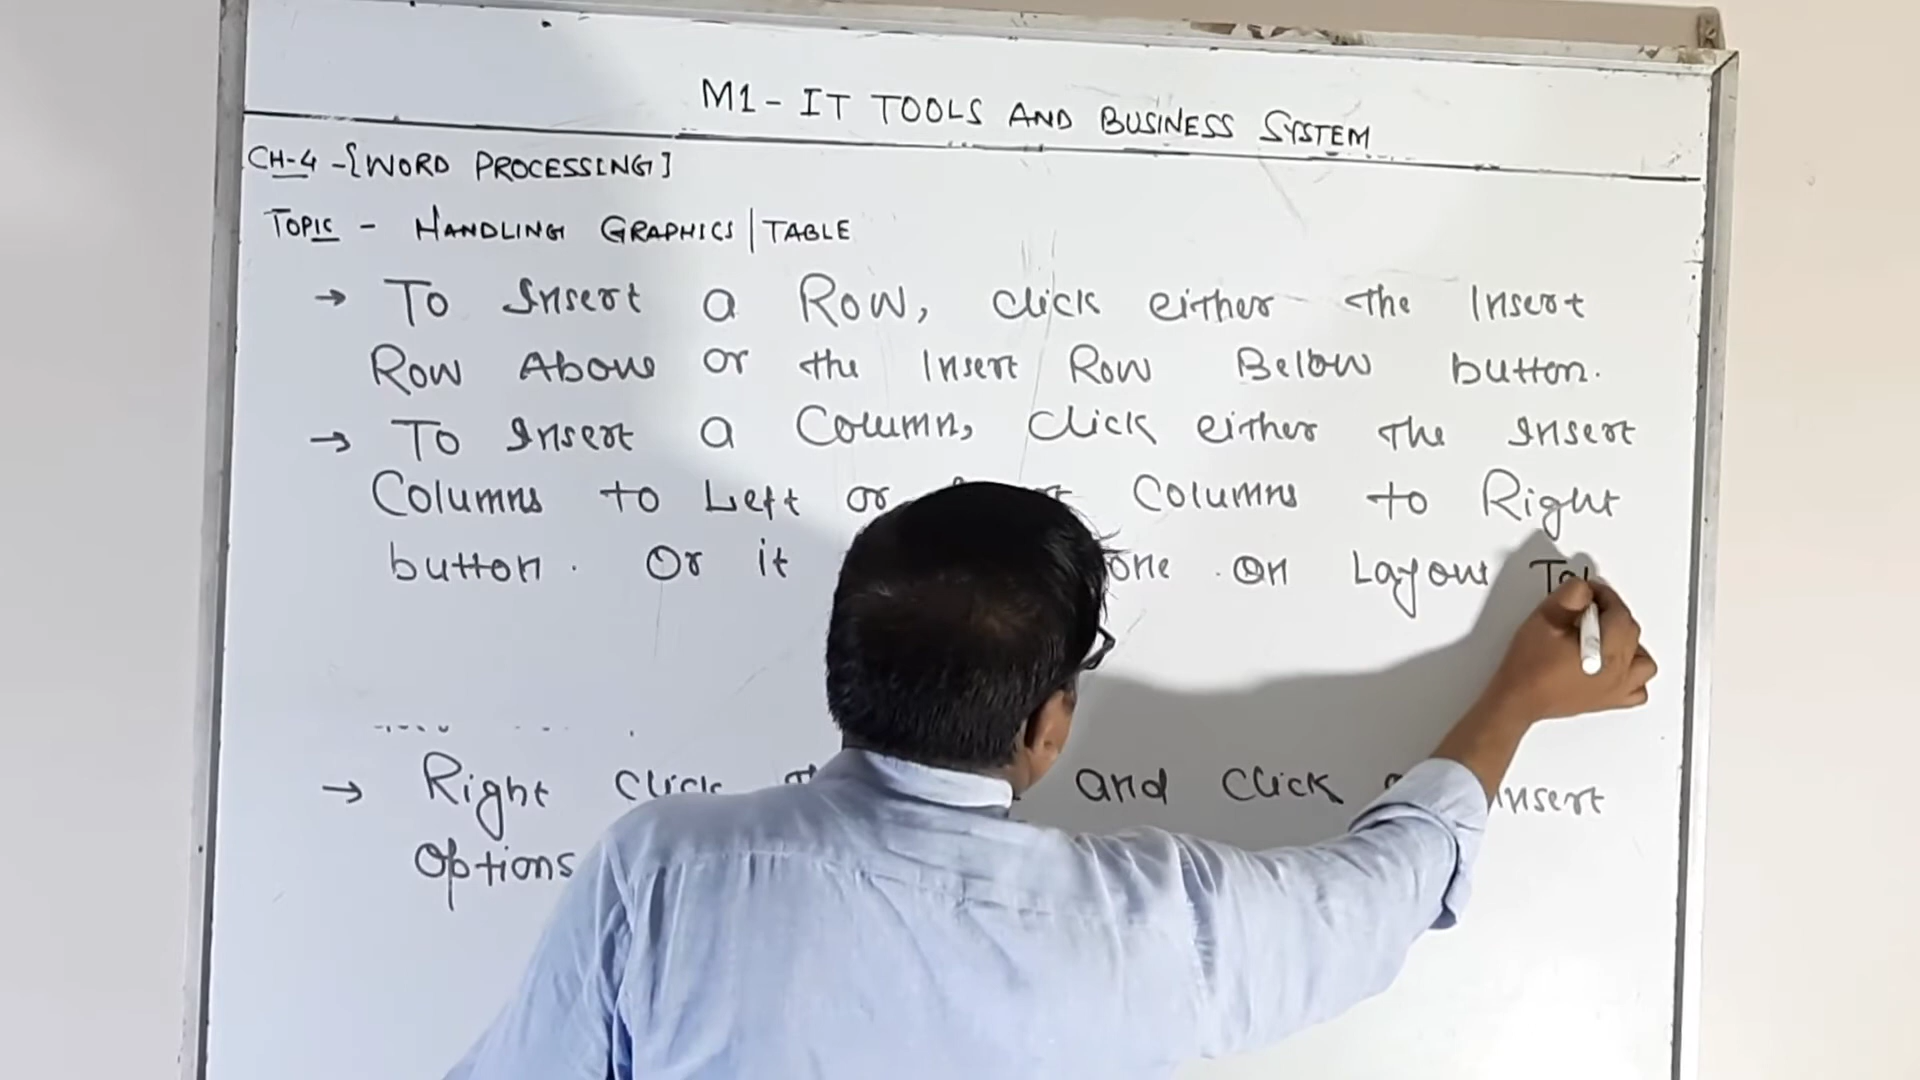 M1 - IT TOOLS AND BUSINESS SYSTEM
CH-4 - [WORD PROCESSING]
TOPIC - HANDLING GRAPHICS | TABLE
→ To Insert a Row, click either the Insert
Row Above or the Insert Row Below button.
→ To Insert a Column, Click either the Insert
Columns to Left or Columns to Right
button. Or it on Layout
→ Right click and click Insert
Options